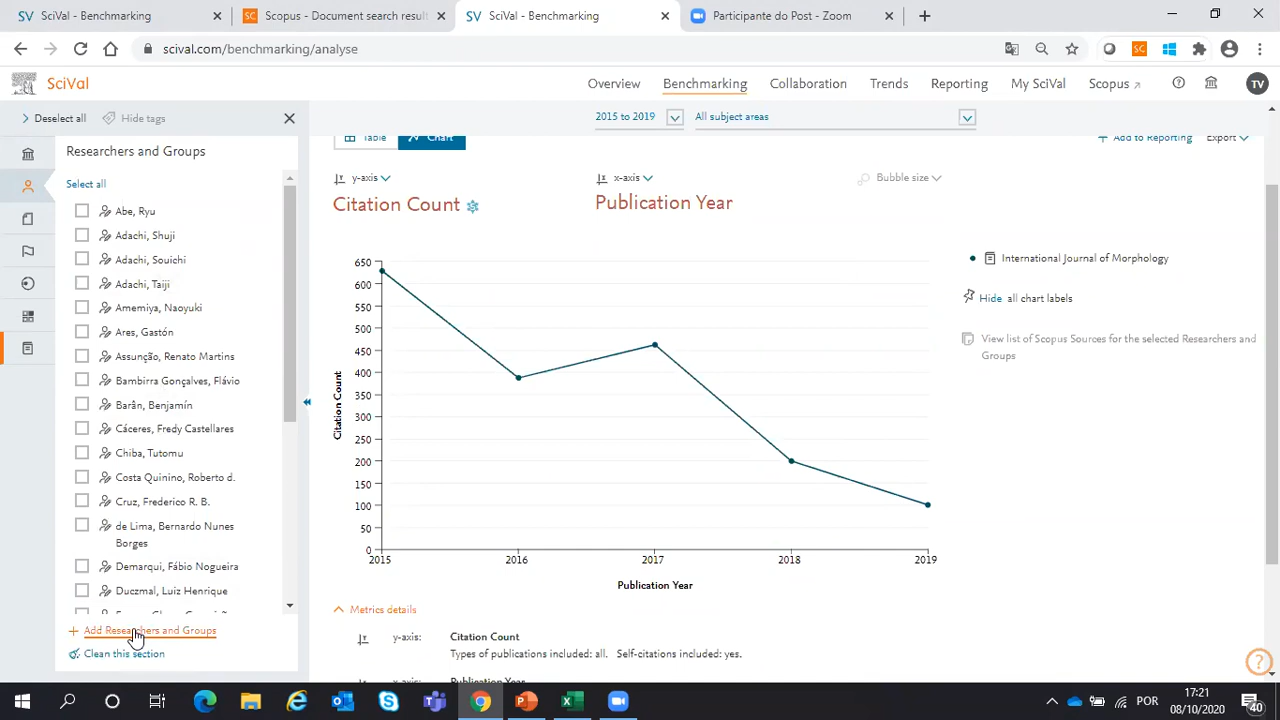 SciVal - Benchmarking
Scopus - Document search result
SciVal - Benchmarking
Participante do Post - Zoom
scival.com/benchmarking/analyse
SciVal
Overview
Benchmarking
Collaboration
Trends
Reporting
My SciVal
Scopus
TV
Deselect all
Hide tags
2015 to 2019
All subject areas
Researchers and Groups
Table
Chart
Add to Reporting
Export
Select all
y-axis
x-axis
Bubble size
Citation Count
Publication Year
Abe, Ryu
Adachi, Shuji
Adachi, Souichi
Adachi, Taiji
Amemiya, Naoyuki
Ares, Gastón
Assunção, Renato Martins
Bambirra Gonçalves, Flávio
Barân, Benjamín
Cáceres, Fredy Castellares
Chiba, Tutomu
Costa Quinino, Roberto d.
Cruz, Frederico R. B.
de Lima, Bernardo Nunes
Borges
Demarqui, Fábio Nogueira
Duczmal, Luiz Henrique
Add Researchers and Groups
Clean this section
650
600
550
500
450
400
350
300
250
200
150
100
50
0
Citation Count
2015
2016
2017
2018
2019
Publication Year
International Journal of Morphology
Hide all chart labels
View list of Scopus Sources for the selected Researchers and
Groups
Metrics details
y-axis:
Citation Count
Types of publications included: all. Self-citations included: yes.
x-axis:
Publication Year
?
POR
17:21
08/10/2020
40